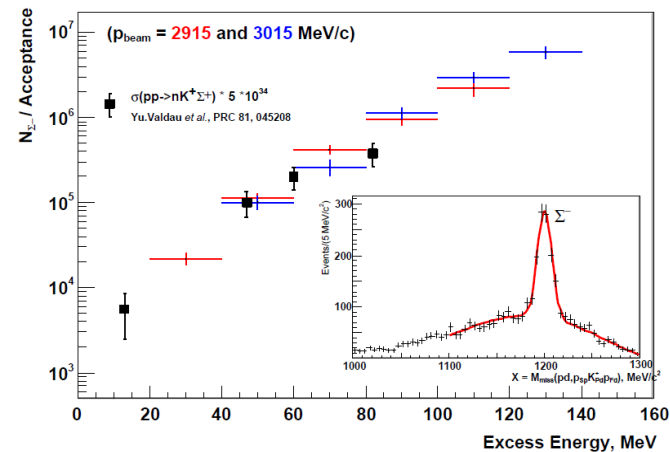 (p_beam = 2915 and 3015 MeV/c)
σ(pp->nK⁺Σ⁺) * 5 *10³⁴
Yu.Valdau et al., PRC 81, 045208
N_Σ⁻ / Acceptance
10⁷
10⁶
10⁵
10⁴
10³
0 20 40 60 80 100 120 140 160
Excess Energy, MeV
Events/(5 MeV/c²)
300
200
100
Σ⁻
1000 1100 1200 1300
X = M_miss(pd,p_Sp K⁺_Pd p_Fd), MeV/c²